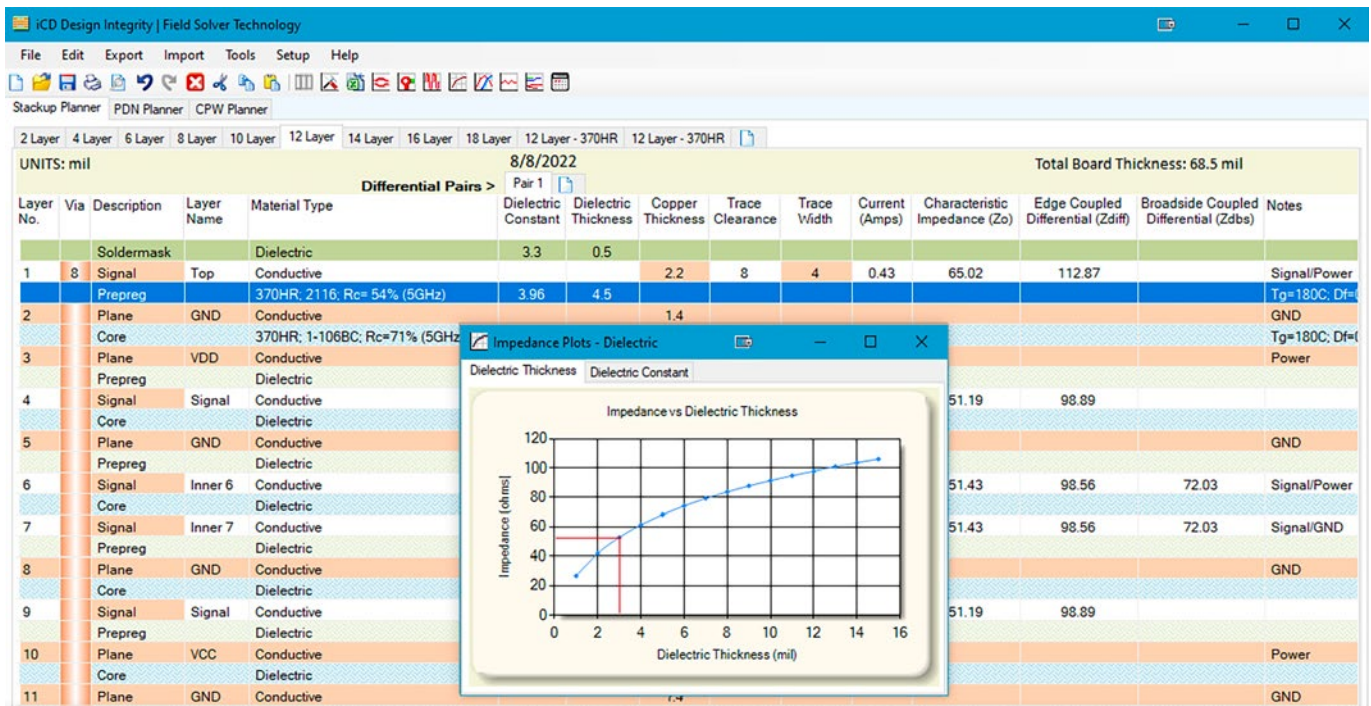 iCD Design Integrity | Field Solver Technology
File Edit Export Import Tools Setup Help
Stackup Planner PDN Planner CPW Planner
2 Layer 4 Layer 6 Layer 8 Layer 10 Layer 12 Layer 14 Layer 16 Layer 18 Layer 12 Layer - 370HR 12 Layer - 370HR
UNITS: mil 8/8/2022 Total Board Thickness: 68.5 mil
Differential Pairs > Pair 1
Layer No. Via Description Layer Name Material Type Dielectric Constant Dielectric Thickness Copper Thickness Trace Clearance Trace Width Current (Amps) Characteristic Impedance (Zo) Edge Coupled Differential (Zdiff) Broadside Coupled Differential (Zdbs) Notes
Soldermask Dielectric 3.3 0.5
1 8 Signal Top Conductive 2.2 8 4 0.43 65.02 112.87 Signal/Power
Prepreg 370HR; 2116; Rc= 54% (5GHz) 3.96 4.5 Tg=180C; Df=
2 Plane GND Conductive 1.4 GND
Core 370HR; 1-106BC; Rc=71% (5GHz Tg=180C; Df=
3 Plane VDD Conductive Power
Prepreg Dielectric
4 Signal Signal Conductive 51.19 98.89
Core Dielectric
5 Plane GND Conductive GND
Prepreg Dielectric
6 Signal Inner 6 Conductive 51.43 98.56 72.03 Signal/Power
Core Dielectric
7 Signal Inner 7 Conductive 51.43 98.56 72.03 Signal/GND
Prepreg Dielectric
8 Plane GND Conductive GND
Core Dielectric
9 Signal Signal Conductive 51.19 98.89
Prepreg Dielectric
10 Plane VCC Conductive Power
Core Dielectric
11 Plane GND Conductive GND
Impedance Plots - Dielectric
Dielectric Thickness Dielectric Constant
Impedance vs Dielectric Thickness
Impedance (ohms)
120
100
80
60
40
20
0
0 2 4 6 8 10 12 14 16
Dielectric Thickness (mil)